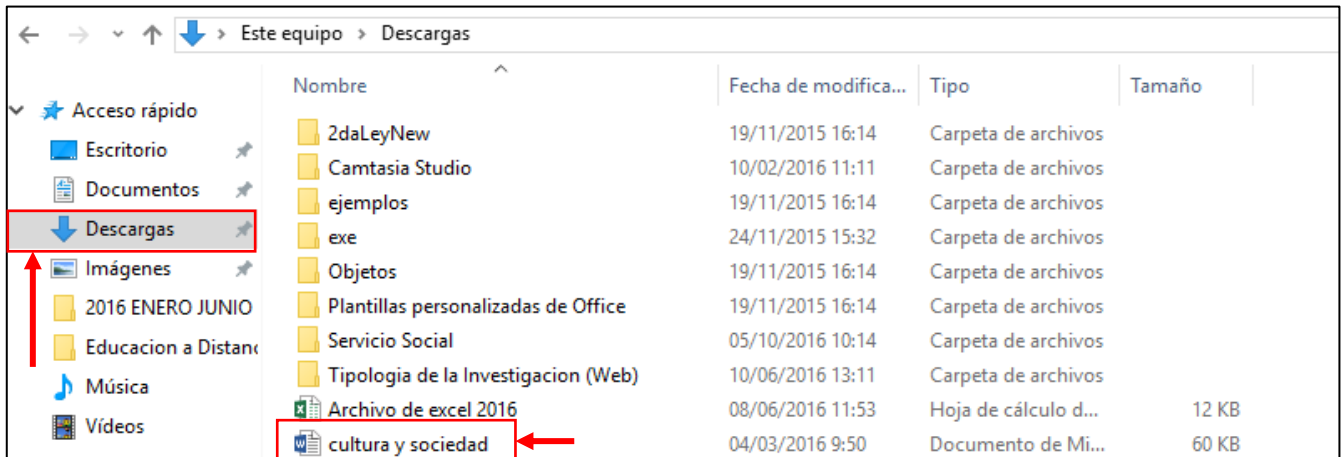 Este equipo > Descargas
Nombre Fecha de modifica... Tipo Tamaño
Acceso rápido
Escritorio
Documentos
Descargas
Imágenes
2016 ENERO JUNIO
Educacion a Distanc
Música
Vídeos
2daLeyNew 19/11/2015 16:14 Carpeta de archivos
Camtasia Studio 10/02/2016 11:11 Carpeta de archivos
ejemplos 19/11/2015 16:14 Carpeta de archivos
exe 24/11/2015 15:32 Carpeta de archivos
Objetos 19/11/2015 16:14 Carpeta de archivos
Plantillas personalizadas de Office 19/11/2015 16:14 Carpeta de archivos
Servicio Social 05/10/2016 10:14 Carpeta de archivos
Tipologia de la Investigacion (Web) 10/06/2016 13:11 Carpeta de archivos
Archivo de excel 2016 08/06/2016 11:53 Hoja de cálculo d... 12 KB
cultura y sociedad 04/03/2016 9:50 Documento de Mi... 60 KB